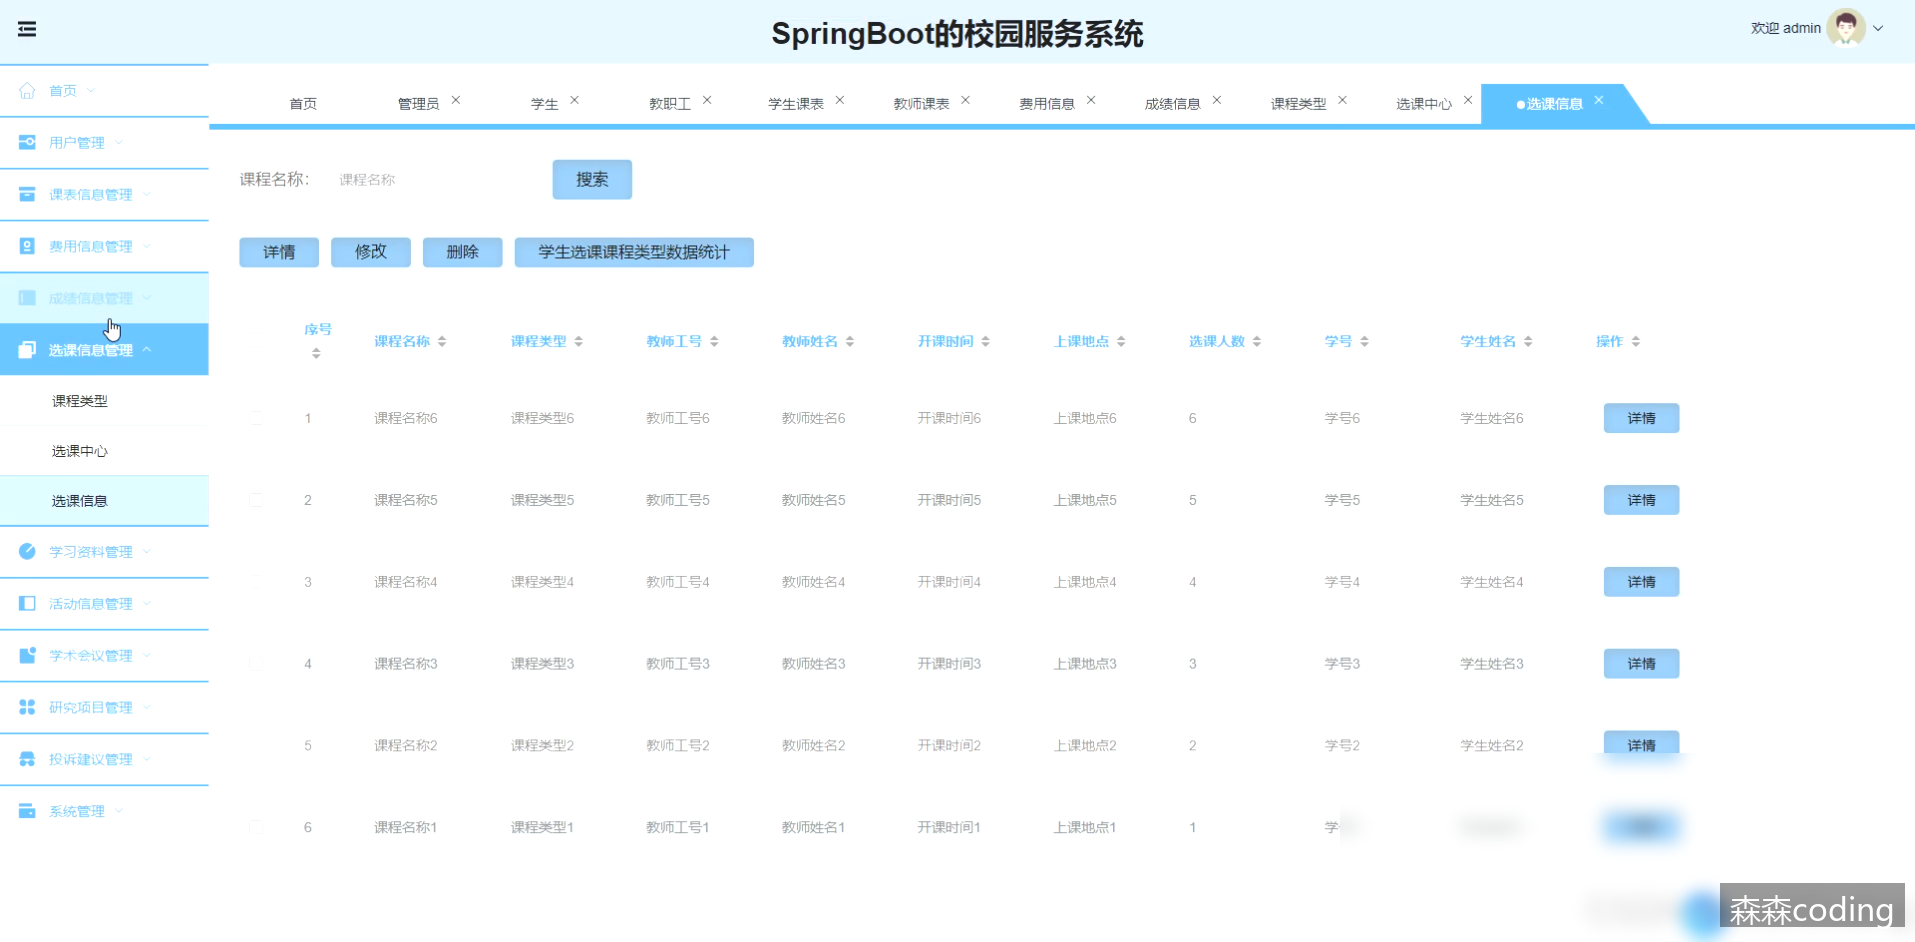 SpringBoot的校园服务系统
欢迎 admin
首页
用户管理
课表信息管理
费用信息管理
成绩信息管理
选课信息管理
课程类型
选课中心
选课信息
学习资料管理
活动信息管理
学术会议管理
研究项目管理
投诉建议管理
系统管理
首页 管理员 学生 教职工 学生课表 教师课表 费用信息 成绩信息 课程类型 选课中心 选课信息
课程名称： 课程名称 搜索
详情 修改 删除 学生选课课程类型数据统计
序号 课程名称 课程类型 教师工号 教师姓名 开课时间 上课地点 选课人数 学号 学生姓名 操作
1 课程名称6 课程类型6 教师工号6 教师姓名6 开课时间6 上课地点6 6 学号6 学生姓名6 详情
2 课程名称5 课程类型5 教师工号5 教师姓名5 开课时间5 上课地点5 5 学号5 学生姓名5 详情
3 课程名称4 课程类型4 教师工号4 教师姓名4 开课时间4 上课地点4 4 学号4 学生姓名4 详情
4 课程名称3 课程类型3 教师工号3 教师姓名3 开课时间3 上课地点3 3 学号3 学生姓名3 详情
5 课程名称2 课程类型2 教师工号2 教师姓名2 开课时间2 上课地点2 2 学号2 学生姓名2 详情
6 课程名称1 课程类型1 教师工号1 教师姓名1 开课时间1 上课地点1 1 学
森森coding